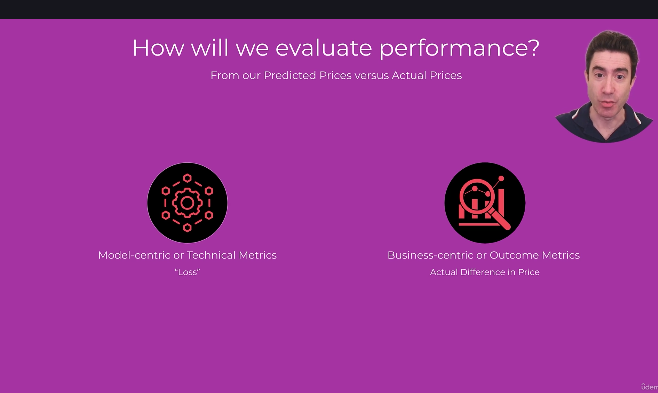 How will we evaluate performance?
From our Predicted Prices versus Actual Prices
Model-centric or Technical Metrics
"Loss"
Business-centric or Outcome Metrics
Actual Difference in Price